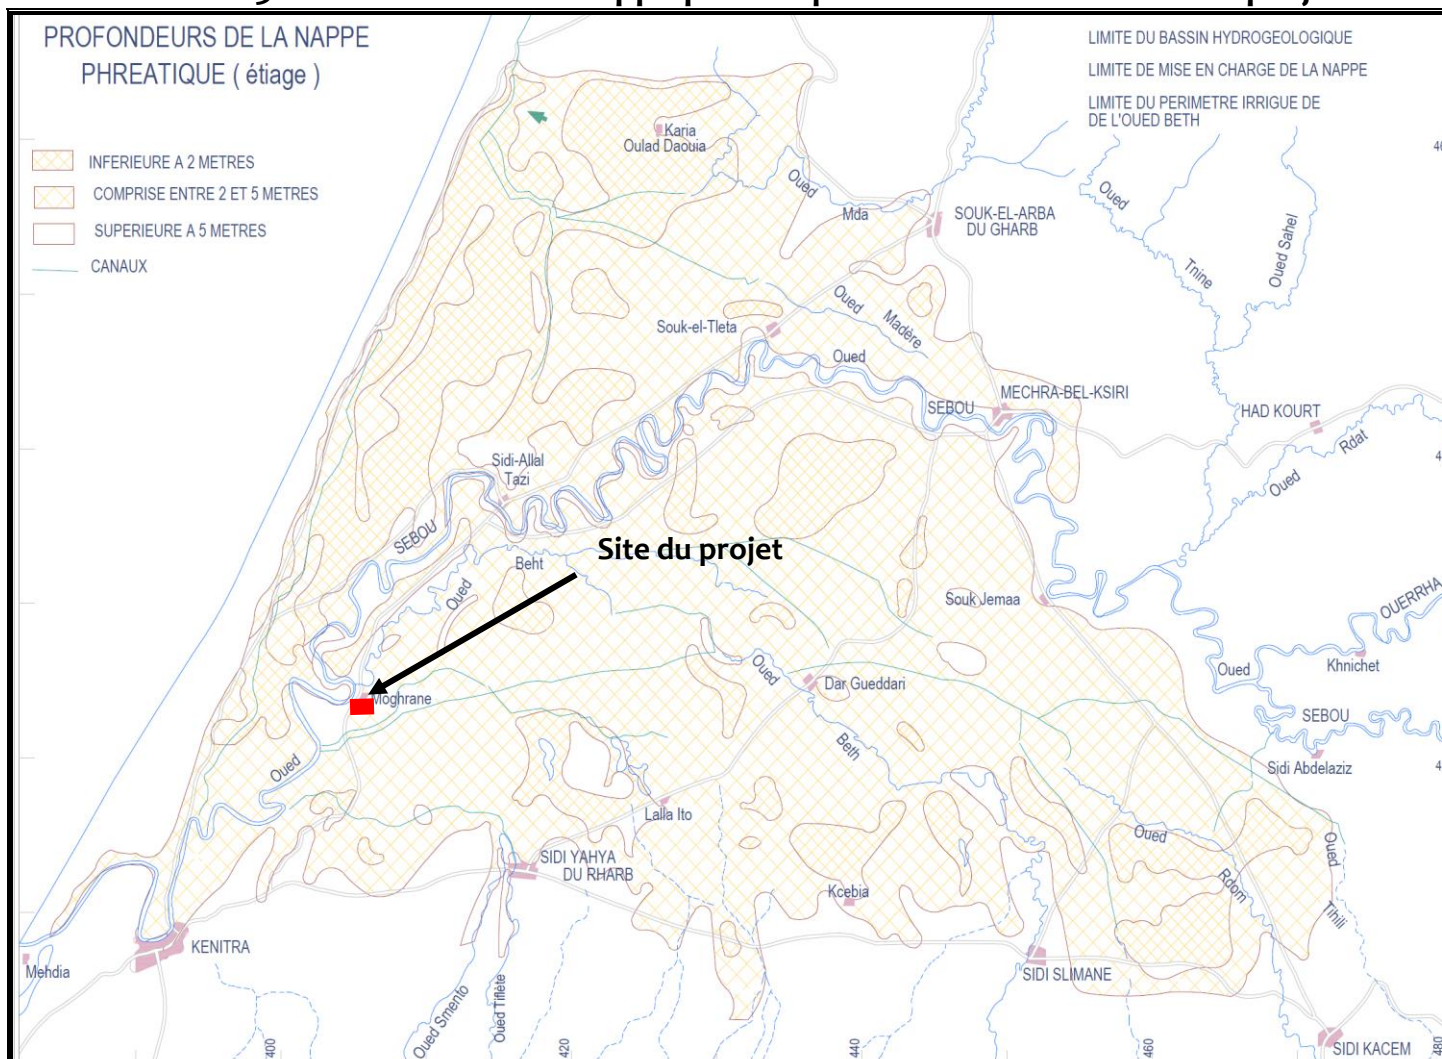 PROFONDEURS DE LA NAPPE
PHREATIQUE ( étiage )
INFERIEURE A 2 METRES
COMPRISE ENTRE 2 ET 5 METRES
SUPERIEURE A 5 METRES
CANAUX
LIMITE DU BASSIN HYDROGEOLOGIQUE
LIMITE DE MISE EN CHARGE DE LA NAPPE
LIMITE DU PERIMETRE IRRIGUE DE
DE L'OUED BETH
Karia
Oulad Daouia
Oued
Mda
SOUK-EL-ARBA
DU GHARB
Oued
Tnine
Oued Sahel
Oued
Madère
Souk-el-Tleta
Oued
SEBOU
MECHRA-BEL-KSIRI
HAD KOURT
Oued
Rdat
Sidi-Allal
Tazi
SEBOU
Oued
Beht
Site du projet
Souk Jemaa
OUERRHA
Khnichet
Oued
SEBOU
Sidi Abdelaziz
Moghrane
Oued
Oued
Beth
Dar Gueddari
Lalla Ito
SIDI YAHYA
DU RHARB
Kcebia
Oued
Rdom
Oued
Tihili
KENITRA
Mehdia
Oued Smento
Oued Tiflète
SIDI SLIMANE
SIDI KACEM
400
420
440
460
480